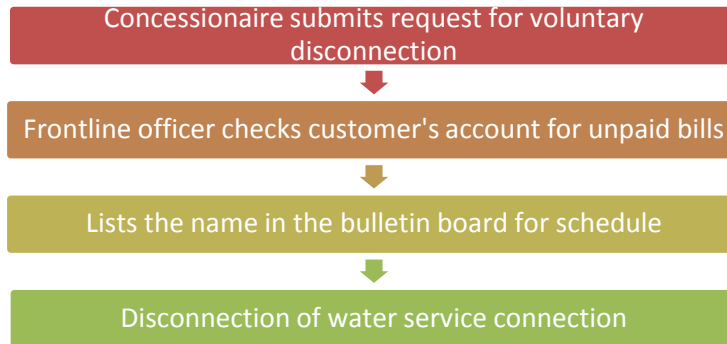 Concessionaire submits request for voluntary
disconnection
Frontline officer checks customer's account for unpaid bills
Lists the name in the bulletin board for schedule
Disconnection of water service connection